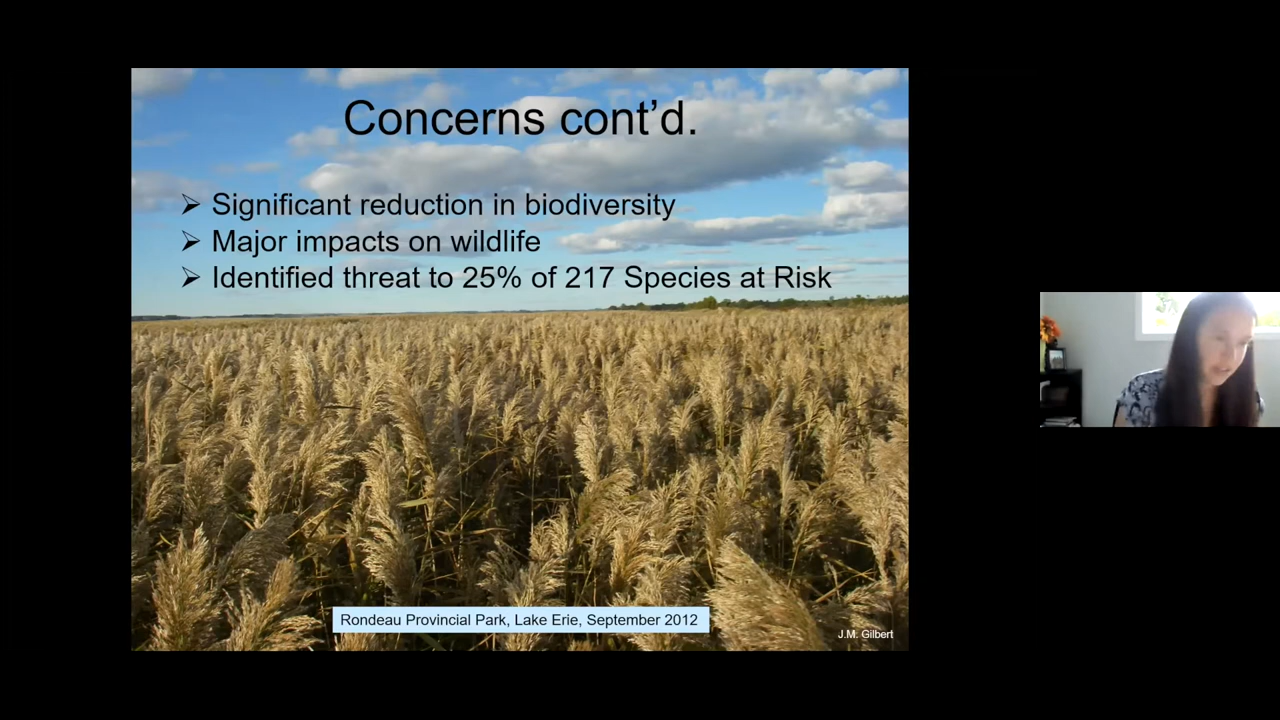 Concerns cont’d.
➢ Significant reduction in biodiversity
➢ Major impacts on wildlife
➢ Identified threat to 25% of 217 Species at Risk
Rondeau Provincial Park, Lake Erie, September 2012
J.M. Gilbert